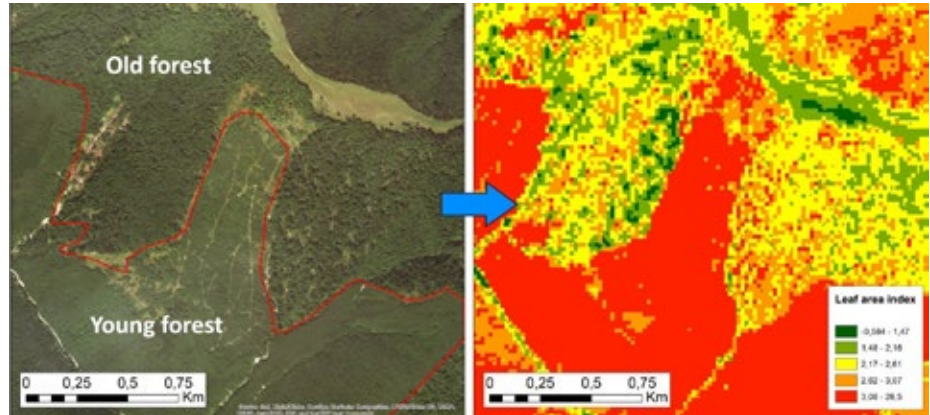 Old forest
Young forest
0 0,25 0,5 0,75
Km
Leaf area index
-0,594 - 1,47
1,48 - 2,16
2,17 - 2,61
2,62 - 3,07
3,08 - 26,5
0 0,25 0,5 0,75
Km